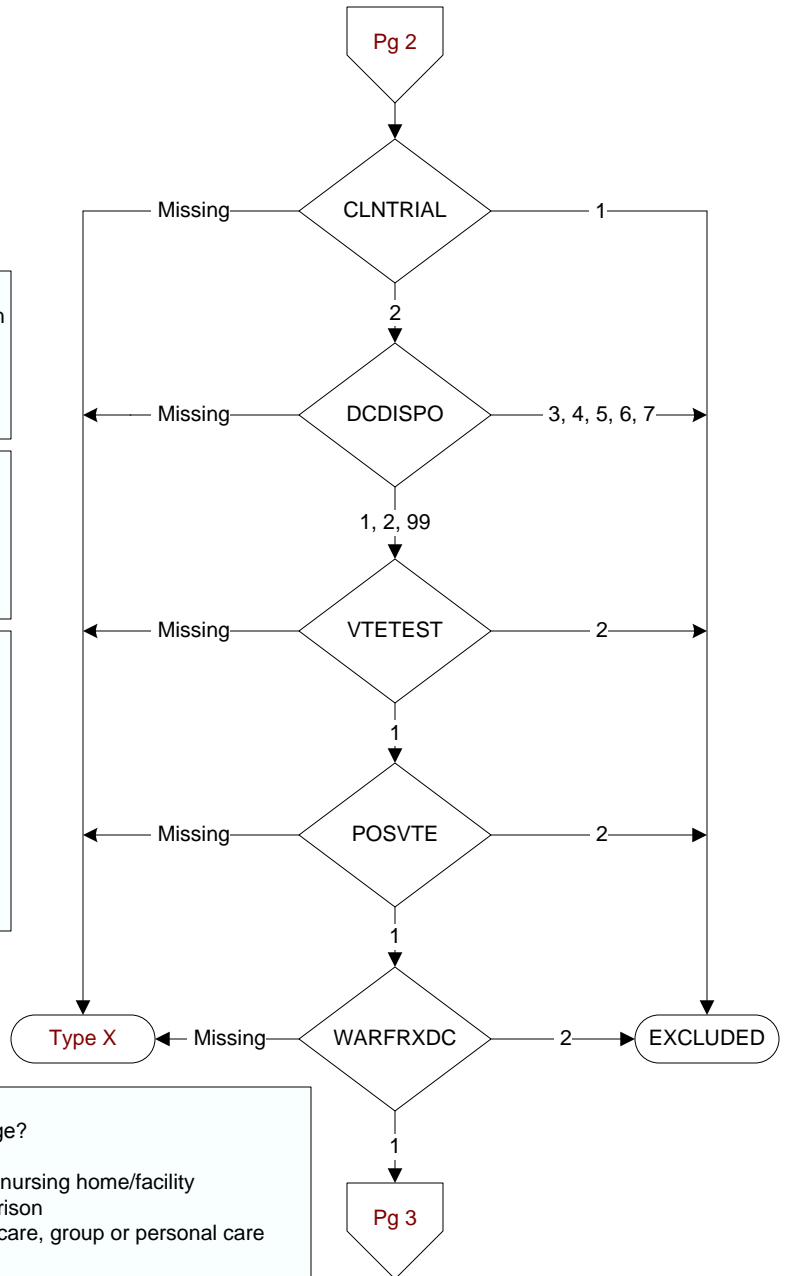 Pg 2
Missing
CLNTRIAL
1
n
2
Missing
DCDISPO
3, 4, 5, 6, 7
1, 2, 99
Missing
VTETEST
2
1
Missing
POSVTE
2
1
Type X
Missing
WARFRXDC
2
EXCLUDED
ge?
1
nursing home/facility
rison
care, group or personal care
Pg 3